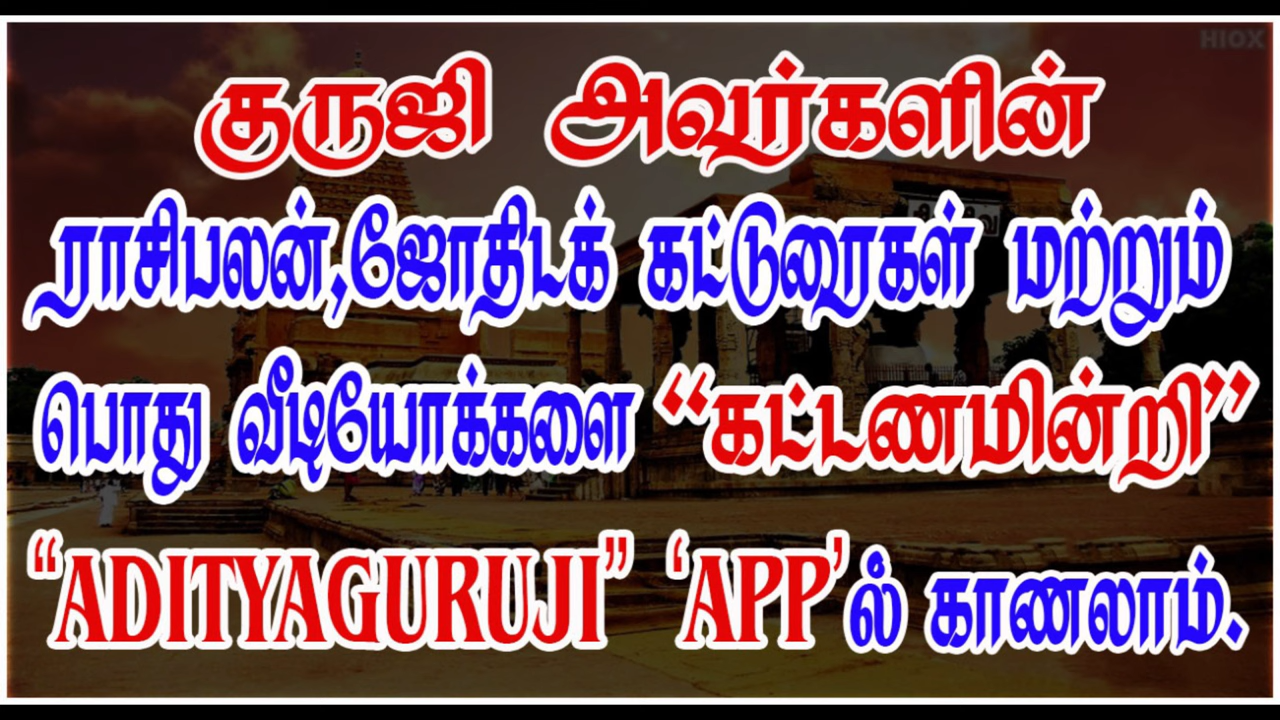 HIOX
குருஜி அவர்களின்
ராசிபலன்,ஜோதிடக் கட்டுரைகள் மற்றும்
பொது வீடியோக்களை “கட்டணமின்றி”
“ADITYAGURUJI” ‘APP’ல் காணலாம்.